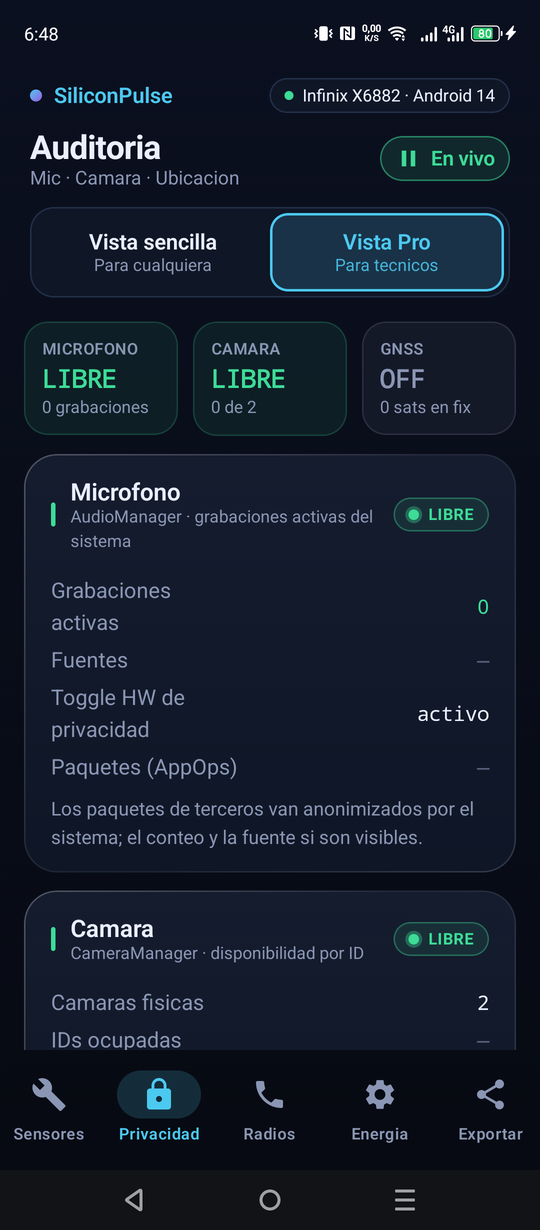 6:48
0,00
K/S
4G
80
SiliconPulse
Infinix X6882 · Android 14
Auditoria
Mic · Camara · Ubicacion
En vivo
Vista sencilla
Para cualquiera
Vista Pro
Para tecnicos
MICROFONO
LIBRE
0 grabaciones
CAMARA
LIBRE
0 de 2
GNSS
OFF
0 sats en fix
Microfono
AudioManager · grabaciones activas del
sistema
LIBRE
Grabaciones
activas
0
Fuentes
—
Toggle HW de
privacidad
activo
Paquetes (AppOps)
—
Los paquetes de terceros van anonimizados por el
sistema; el conteo y la fuente si son visibles.
Camara
CameraManager · disponibilidad por ID
LIBRE
Camaras fisicas
2
IDs ocupadas
—
Sensores
Privacidad
Radios
Energia
Exportar